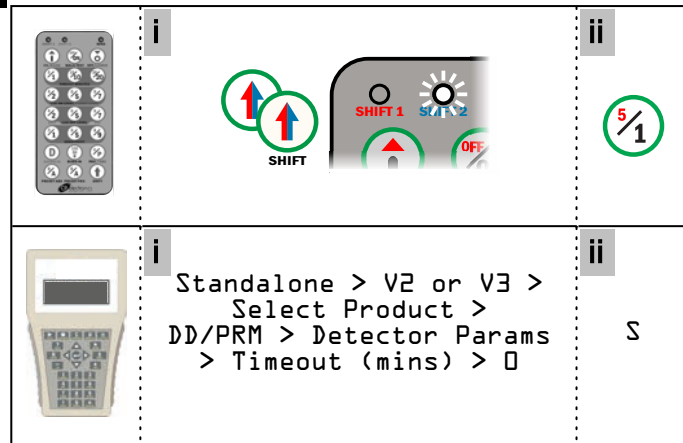 i
SHIFT 1
SHIFT 2
OFF
SHIFT
ii
5/1
i
Standalone > V2 or V3 >
Select Product >
DD/PRM > Detector Params
> Timeout (mins) > 0
ii
S